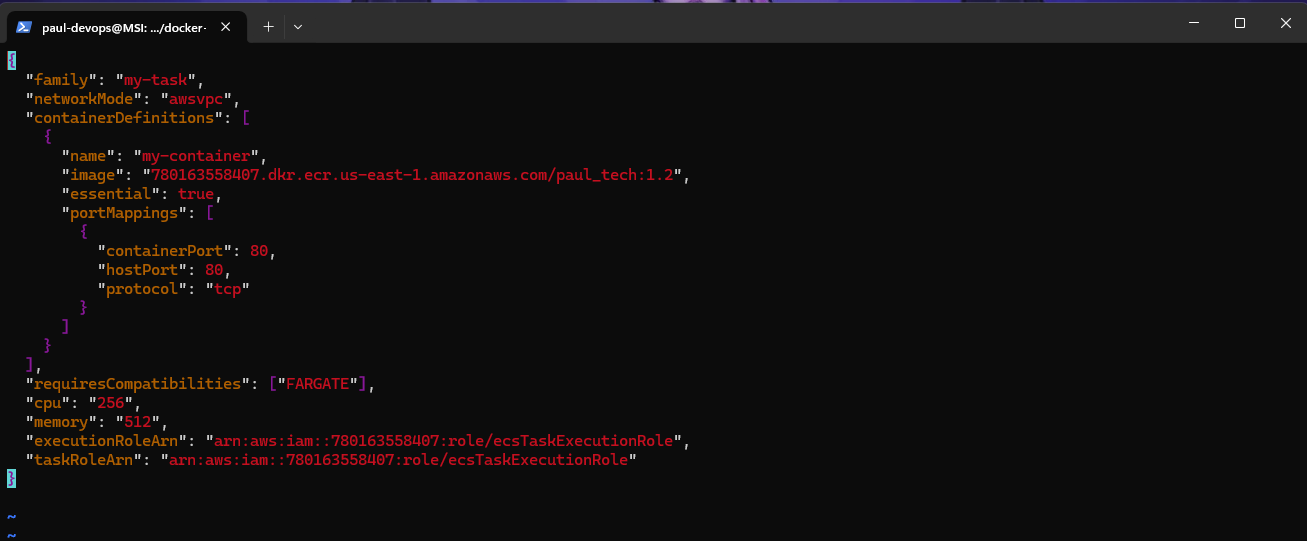 paul-devops@MSI: .../docker-
{
  "family": "my-task",
  "networkMode": "awsvpc",
  "containerDefinitions": [
    {
      "name": "my-container",
      "image": "780163558407.dkr.ecr.us-east-1.amazonaws.com/paul_tech:1.2",
      "essential": true,
      "portMappings": [
        {
          "containerPort": 80,
          "hostPort": 80,
          "protocol": "tcp"
        }
      ]
    }
  ],
  "requiresCompatibilities": ["FARGATE"],
  "cpu": "256",
  "memory": "512",
  "executionRoleArn": "arn:aws:iam::780163558407:role/ecsTaskExecutionRole",
  "taskRoleArn": "arn:aws:iam::780163558407:role/ecsTaskExecutionRole"
}
~
~